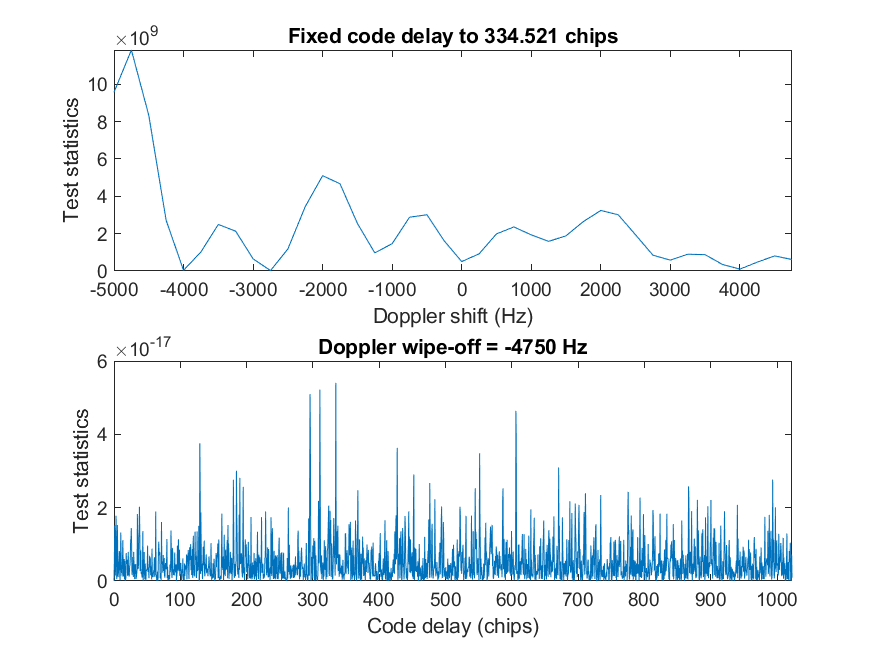 ×10^9
Fixed code delay to 334.521 chips
Test statistics
10
8
6
4
2
0
-5000 -4000 -3000 -2000 -1000 0 1000 2000 3000 4000
Doppler shift (Hz)
×10^-17
Doppler wipe-off = -4750 Hz
Test statistics
6
4
2
0
0 100 200 300 400 500 600 700 800 900 1000
Code delay (chips)